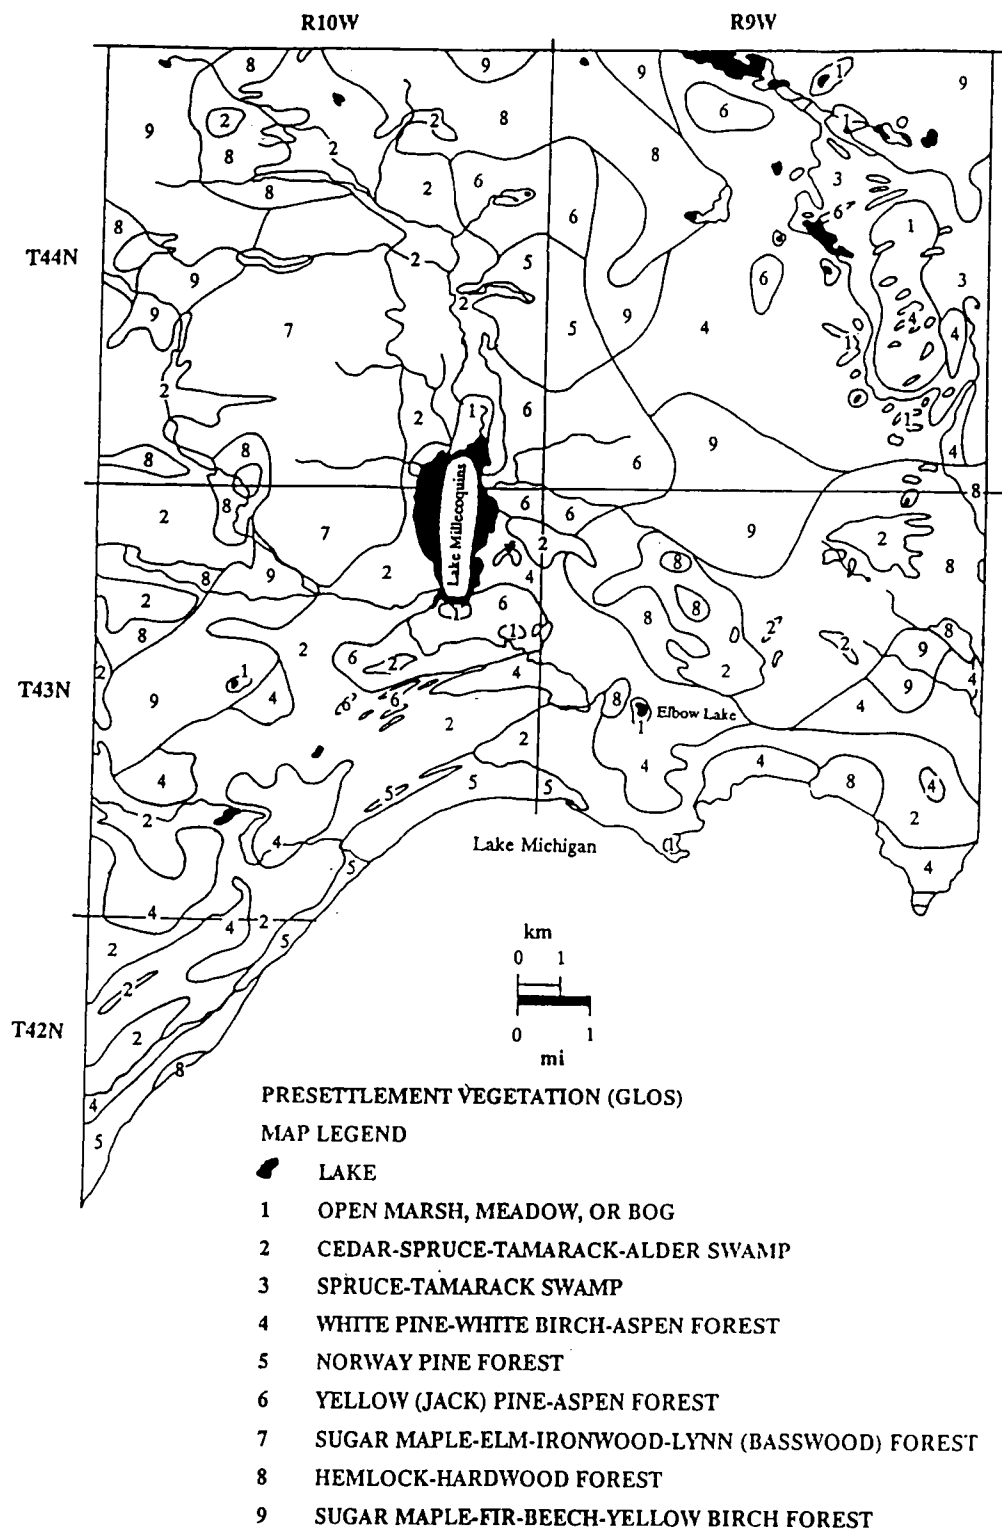 R10W R9W
T44N
T43N
T42N
Lake Millecoquins
Elbow Lake
Lake Michigan
km
0 1
0 1
mi
PRESETTLEMENT VEGETATION (GLOS)
MAP LEGEND
LAKE
1 OPEN MARSH, MEADOW, OR BOG
2 CEDAR-SPRUCE-TAMARACK-ALDER SWAMP
3 SPRUCE-TAMARACK SWAMP
4 WHITE PINE-WHITE BIRCH-ASPEN FOREST
5 NORWAY PINE FOREST
6 YELLOW (JACK) PINE-ASPEN FOREST
7 SUGAR MAPLE-ELM-IRONWOOD-LYNN (BASSWOOD) FOREST
8 HEMLOCK-HARDWOOD FOREST
9 SUGAR MAPLE-FIR-BEECH-YELLOW BIRCH FOREST